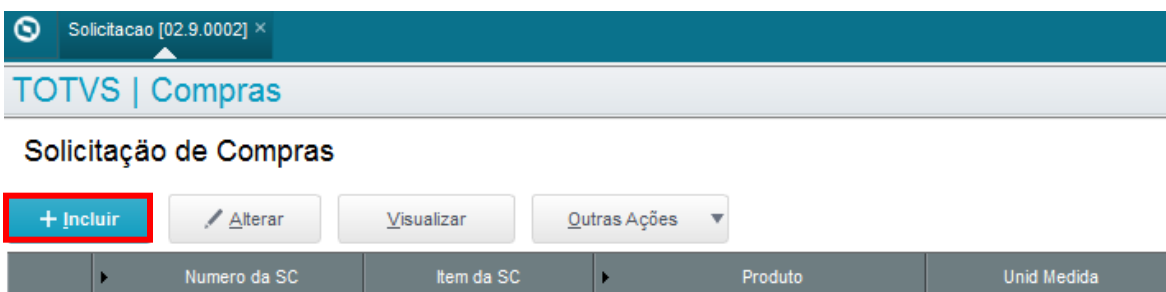 Solicitacao [02.9.0002] ×
TOTVS | Compras
Solicitação de Compras
+ Incluir Alterar Visualizar Outras Ações
Numero da SC Item da SC Produto Unid Medida